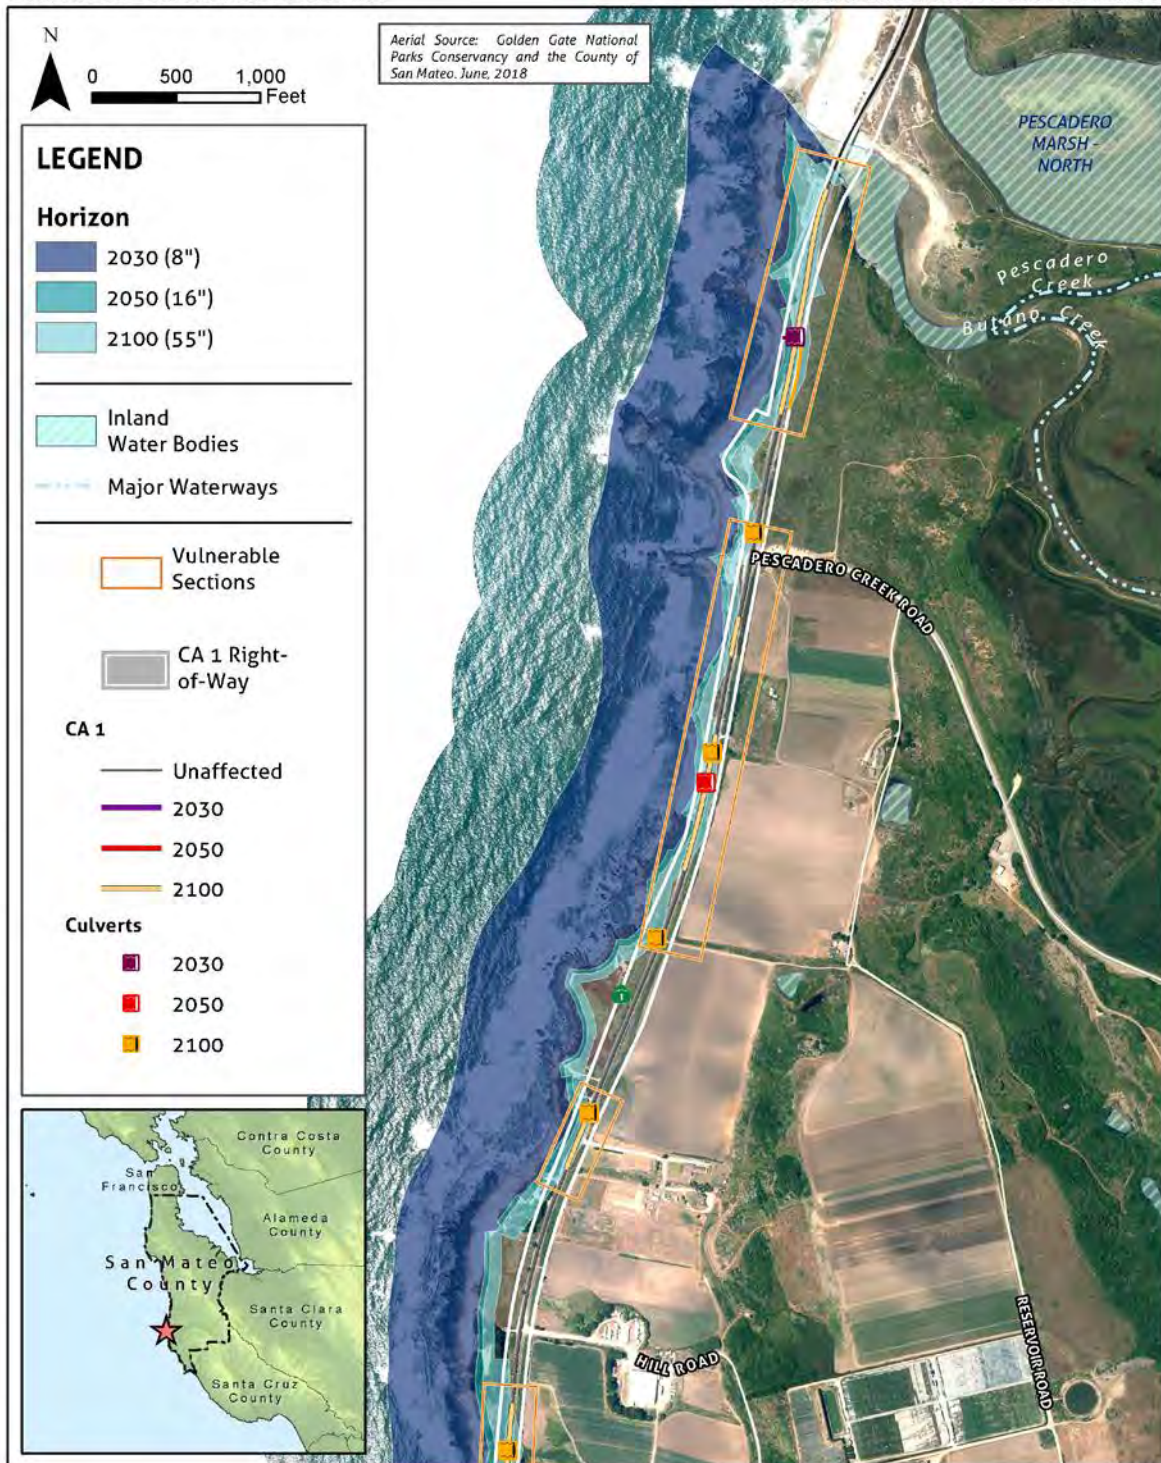 N
0 500 1,000
Feet
Aerial Source: Golden Gate National
Parks Conservancy and the County of
San Mateo. June, 2018
LEGEND
Horizon
2030 (8")
2050 (16")
2100 (55")
Inland
Water Bodies
Major Waterways
Vulnerable
Sections
CA 1 Right-
of-Way
CA 1
Unaffected
2030
2050
2100
Culverts
2030
2050
2100
PESCADERO
MARSH -
NORTH
Pescadero
Creek
Butano Creek
PESCADERO CREEK ROAD
1
HILL ROAD
RESERVOIR ROAD
Contra Costa
County
San
Francisco
Alameda
County
San Mateo
County
Santa Clara
County
Santa Cruz
County